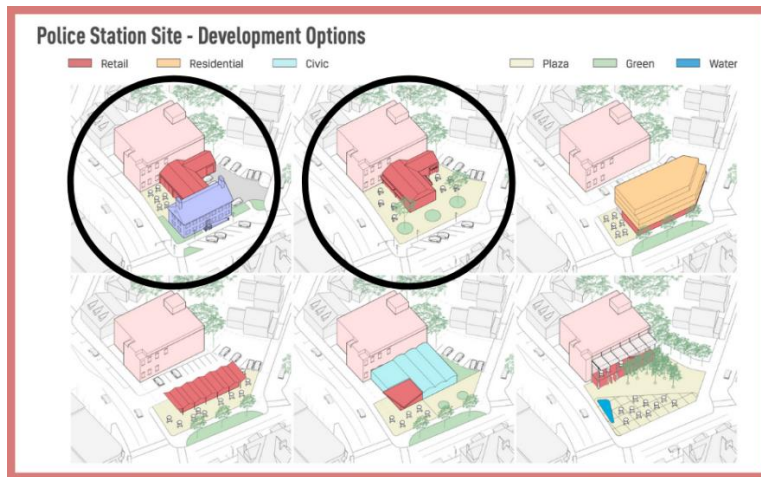 Police Station Site - Development Options
Retail Residential Civic Plaza Green Water